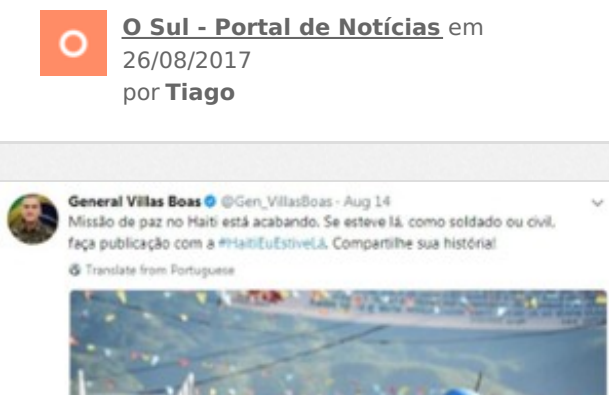 O Sul - Portal de Notícias em
26/08/2017
por Tiago
General Villas Boas @Gen_VillasBoas - Aug 14
Missão de paz no Haiti está acabando. Se esteve lá, como soldado ou civil,
faça publicação com a #HaitiEuEstiveLá. Compartilhe sua história!
Translate from Portuguese